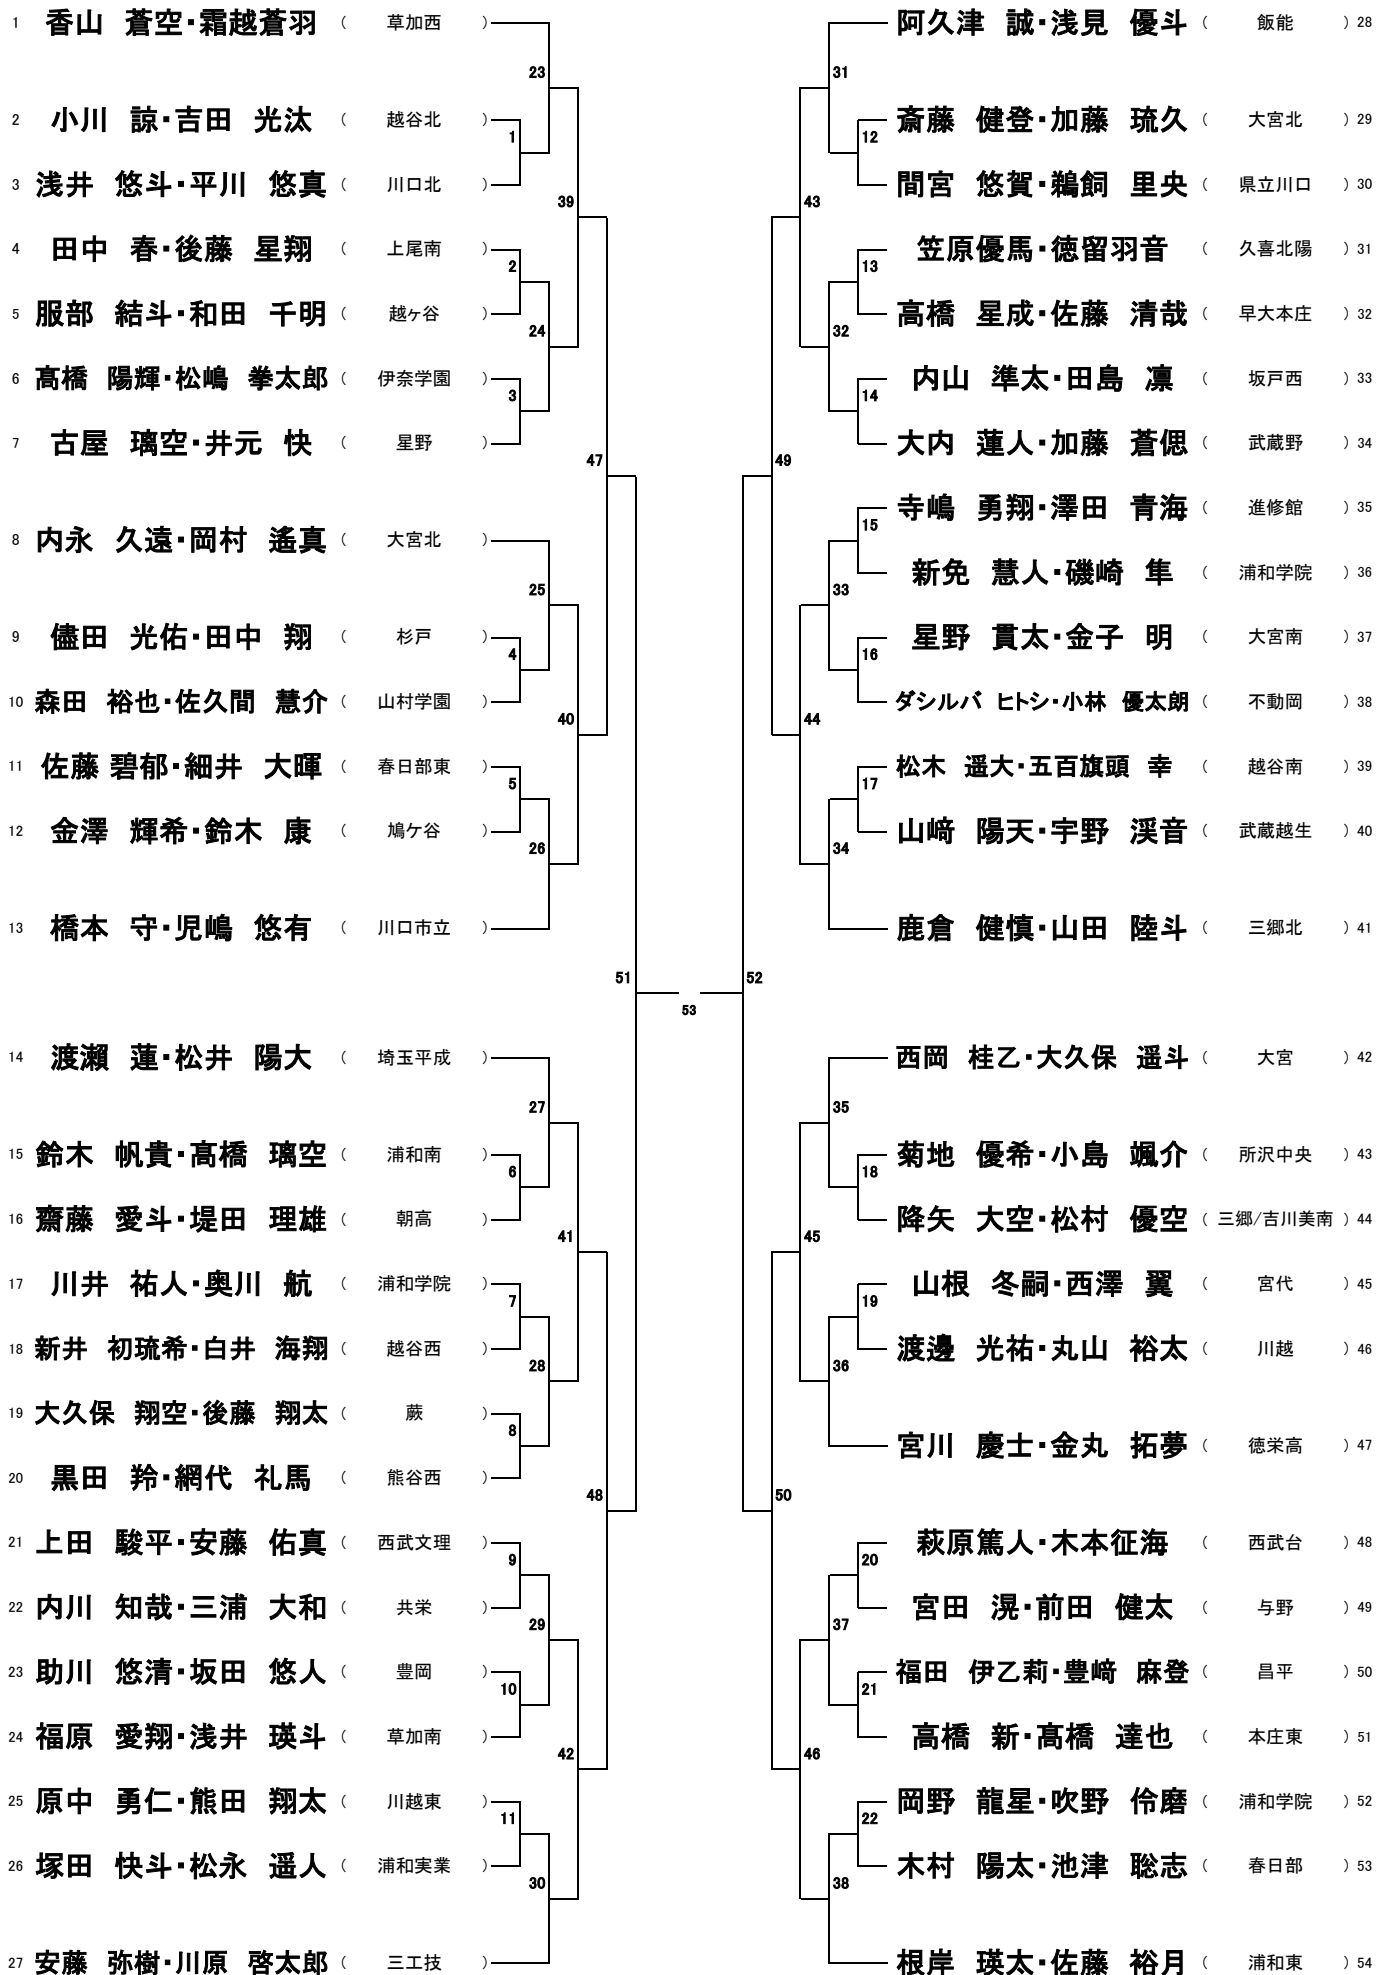 1 香山 蒼空・霜越蒼羽 ( 草加西 )
23
2 小川 諒・吉田 光汰 ( 越谷北 )
1
3 浅井 悠斗・平川 悠真 ( 川口北 )
39
4 田中 春・後藤 星翔 ( 上尾南 )
2
5 服部 結斗・和田 千明 ( 越ヶ谷 )
24
6 髙橋 陽輝・松嶋 拳太郎 ( 伊奈学園 )
3
7 古屋 璃空・井元 快 ( 星野 )
47
8 内永 久遠・岡村 遙真 ( 大宮北 )
25
9 儘田 光佑・田中 翔 ( 杉戸 )
4
10 森田 裕也・佐久間 慧介 ( 山村学園 )
40
11 佐藤 碧郁・細井 大暉 ( 春日部東 )
5
12 金澤 輝希・鈴木 康 ( 鳩ケ谷 )
26
13 橋本 守・児嶋 悠有 ( 川口市立 )
51
14 渡瀨 蓮・松井 陽大 ( 埼玉平成 )
27
15 鈴木 帆貴・髙橋 璃空 ( 浦和南 )
6
16 齋藤 愛斗・堤田 理雄 ( 朝高 )
41
17 川井 祐人・奥川 航 ( 浦和学院 )
7
18 新井 初琉希・白井 海翔 ( 越谷西 )
28
19 大久保 翔空・後藤 翔太 ( 蕨 )
8
20 黒田 羚・網代 礼馬 ( 熊谷西 )
48
21 上田 駿平・安藤 佑真 ( 西武文理 )
9
22 内川 知哉・三浦 大和 ( 共栄 )
29
23 助川 悠清・坂田 悠人 ( 豊岡 )
10
24 福原 愛翔・浅井 瑛斗 ( 草加南 )
42
25 原中 勇仁・熊田 翔太 ( 川越東 )
11
26 塚田 快斗・松永 遥人 ( 浦和実業 )
30
27 安藤 弥樹・川原 啓太郎 ( 三工技 )
53
阿久津 誠・浅見 優斗 ( 飯能 ) 28
31
斎藤 健登・加藤 琉久 ( 大宮北 ) 29
12
間宮 悠賀・鵜飼 里央 ( 県立川口 ) 30
43
笠原優馬・徳留羽音 ( 久喜北陽 ) 31
13
高橋 星成・佐藤 清哉 ( 早大本庄 ) 32
32
内山 準太・田島 凛 ( 坂戸西 ) 33
14
大内 蓮人・加藤 蒼偲 ( 武蔵野 ) 34
49
寺嶋 勇翔・澤田 青海 ( 進修館 ) 35
15
新免 慧人・磯崎 隼 ( 浦和学院 ) 36
33
星野 貫太・金子 明 ( 大宮南 ) 37
16
ダシルバ ヒトシ・小林 優太朗 ( 不動岡 ) 38
44
松木 遥大・五百旗頭 幸 ( 越谷南 ) 39
17
山﨑 陽天・宇野 渓音 ( 武蔵越生 ) 40
34
鹿倉 健慎・山田 陸斗 ( 三郷北 ) 41
52
西岡 桂乙・大久保 遥斗 ( 大宮 ) 42
35
菊地 優希・小島 颯介 ( 所沢中央 ) 43
18
降矢 大空・松村 優空 ( 三郷/吉川美南 ) 44
45
山根 冬嗣・西澤 翼 ( 宮代 ) 45
19
渡邊 光祐・丸山 裕太 ( 川越 ) 46
36
宮川 慶士・金丸 拓夢 ( 徳栄高 ) 47
50
萩原篤人・木本征海 ( 西武台 ) 48
20
宮田 滉・前田 健太 ( 与野 ) 49
37
福田 伊乙莉・豊﨑 麻登 ( 昌平 ) 50
21
高橋 新・髙橋 達也 ( 本庄東 ) 51
46
岡野 龍星・吹野 伶磨 ( 浦和学院 ) 52
22
木村 陽太・池津 聡志 ( 春日部 ) 53
38
根岸 瑛太・佐藤 裕月 ( 浦和東 ) 54